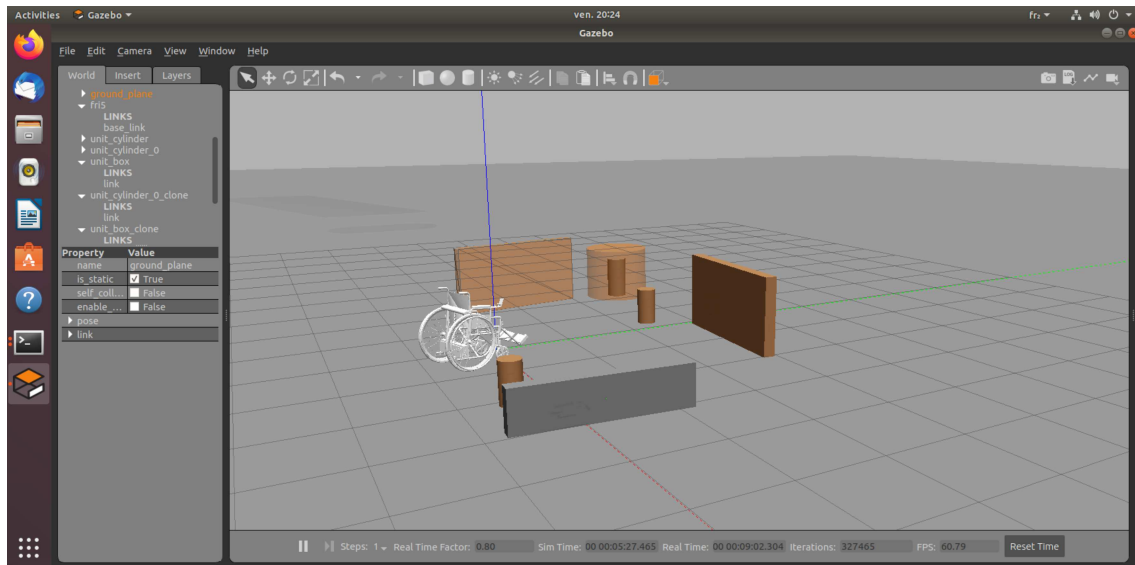 Activities Gazebo ven. 20:24 fr₂
Gazebo
File Edit Camera View Window Help
World Insert Layers
ground_plane
fri5
LINKS
base_link
unit_cylinder
unit_cylinder_0
unit_box
LINKS
link
unit_cylinder_0_clone
LINKS
link
unit_box_clone
LINKS
Property Value
name ground_plane
is_static True
self_coll... False
enable_... False
pose
link
Steps: 1 Real Time Factor: 0.80 Sim Time: 00 00:05:27.465 Real Time: 00 00:09:02.304 Iterations: 327465 FPS: 60.79 Reset Time